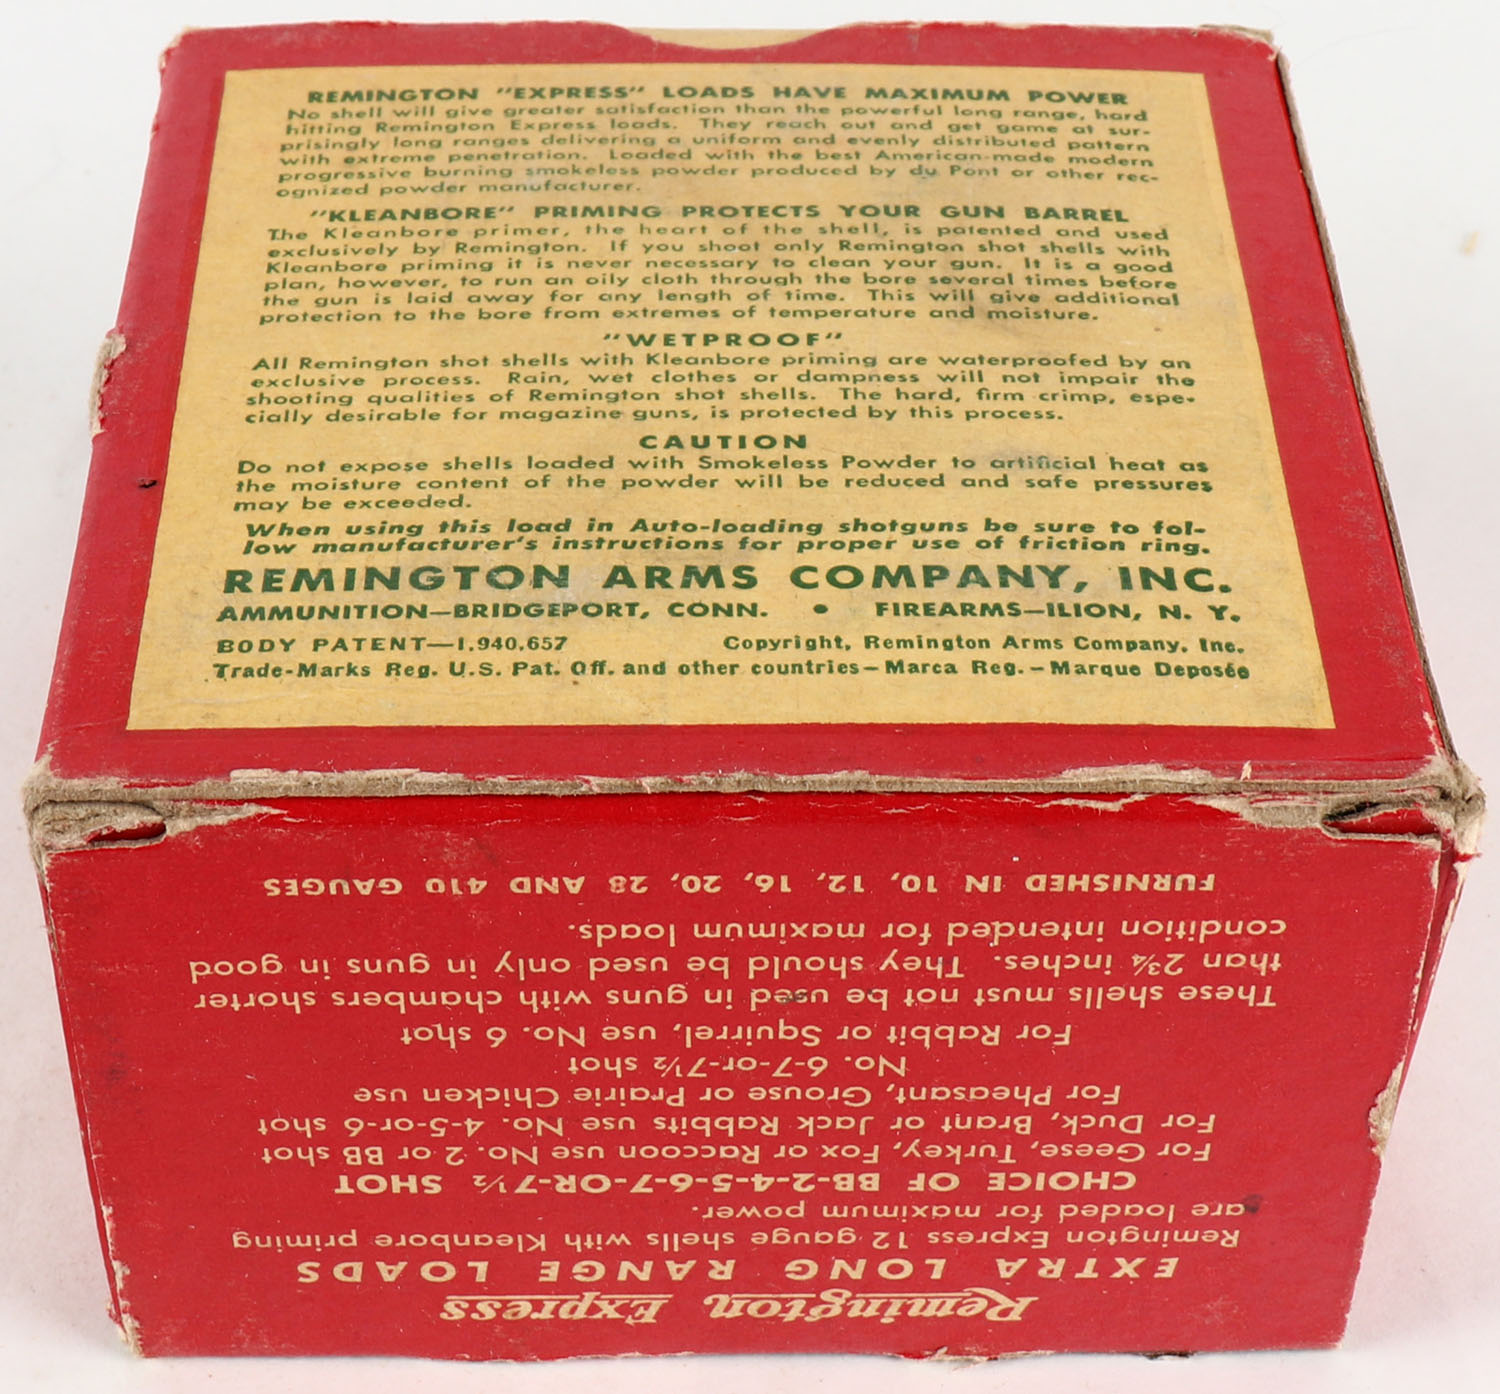 REMINGTON "EXPRESS" LOADS HAVE MAXIMUM POWER
No shell will give greater satisfaction than the powerful long range, hard
hitting Remington Express loads. They reach out and get game at sur-
prisingly long ranges delivering a uniform and evenly distributed pattern
with extreme penetration. Loaded with the best American-made modern
progressive burning smokeless powder produced by du Pont or other rec-
ognized powder manufacturer.
"KLEANBORE" PRIMING PROTECTS YOUR GUN BARREL
The Kleanbore primer, the heart of the shell, is patented and used
exclusively by Remington. If you shoot only Remington shot shells with
Kleanbore priming it is never necessary to clean your gun. It is a good
plan, however, to run an oily cloth through the bore several times before
the gun is laid away for any length of time. This will give additional
protection to the bore from extremes of temperature and moisture.
"WETPROOF"
All Remington shot shells with Kleanbore priming are waterproofed by an
exclusive process. Rain, wet clothes or dampness will not impair the
shooting qualities of Remington shot shells. The hard, firm crimp, espe-
cially desirable for magazine guns, is protected by this process.
CAUTION
Do not expose shells loaded with Smokeless Powder to artificial heat as
the moisture content of the powder will be reduced and safe pressures
may be exceeded.
When using this load in Auto-loading shotguns be sure to fol-
low manufacturer's instructions for proper use of friction ring.
REMINGTON ARMS COMPANY, INC.
AMMUNITION—BRIDGEPORT, CONN. • FIREARMS—ILION, N. Y.
BODY PATENT—1,940,657 Copyright, Remington Arms Company, Inc.
Trade-Marks Reg. U.S. Pat. Off. and other countries—Marca Reg.—Marque Deposée
Remington Express
EXTRA LONG RANGE LOADS
Remington Express 12 gauge shells with Kleanbore priming
are loaded for maximum power.
CHOICE OF BB-2-4-5-6-7-OR-7½ SHOT
For Geese, Turkey, Fox or Raccoon use No. 2 or BB shot
For Duck, Brant or Jack Rabbits use No. 4-5-or-6 shot
For Pheasant, Grouse or Prairie Chicken use
No. 6-7-or-7½ shot
For Rabbit or Squirrel, use No. 6 shot
These shells must not be used in guns with chambers shorter
than 2¾ inches. They should be used only in guns in good
condition intended for maximum loads.
FURNISHED IN 10, 12, 16, 20, 28 AND 410 GAUGES